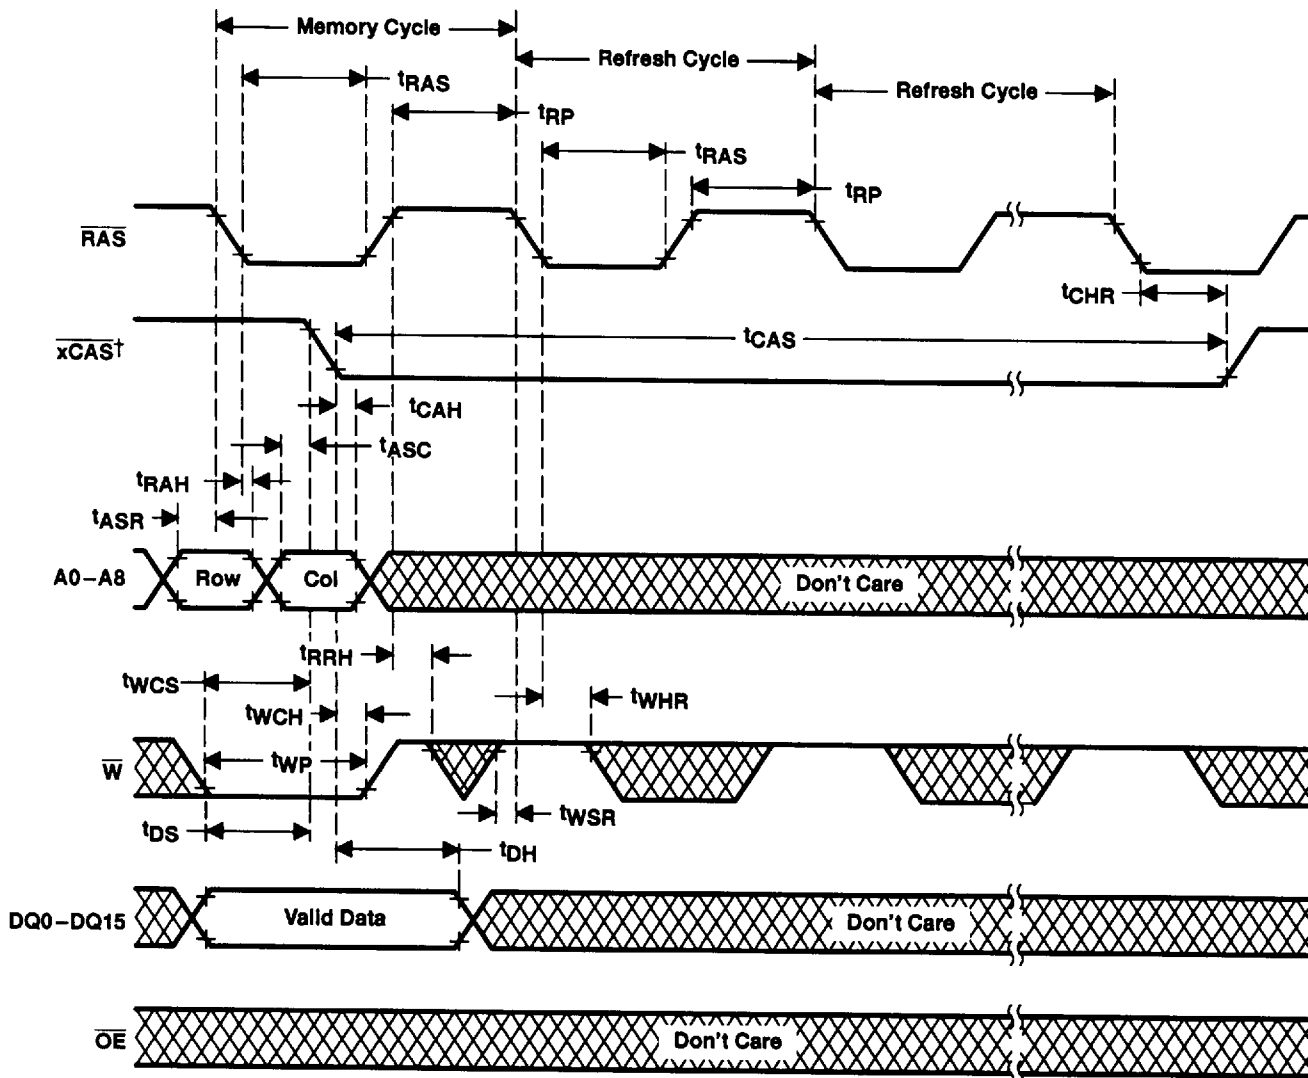 Memory Cycle
Refresh Cycle
Refresh Cycle
tRAS
tRP
tRAS
tRP
RAS
tCHR
xCAS†
tCAS
tCAH
tASC
tRAH
tASR
A0–A8
Row
Col
Don't Care
tRRH
tWCS
tWHR
tWCH
W
tWP
tWSR
tDS
tDH
DQ0–DQ15
Valid Data
Don't Care
OE
Don't Care